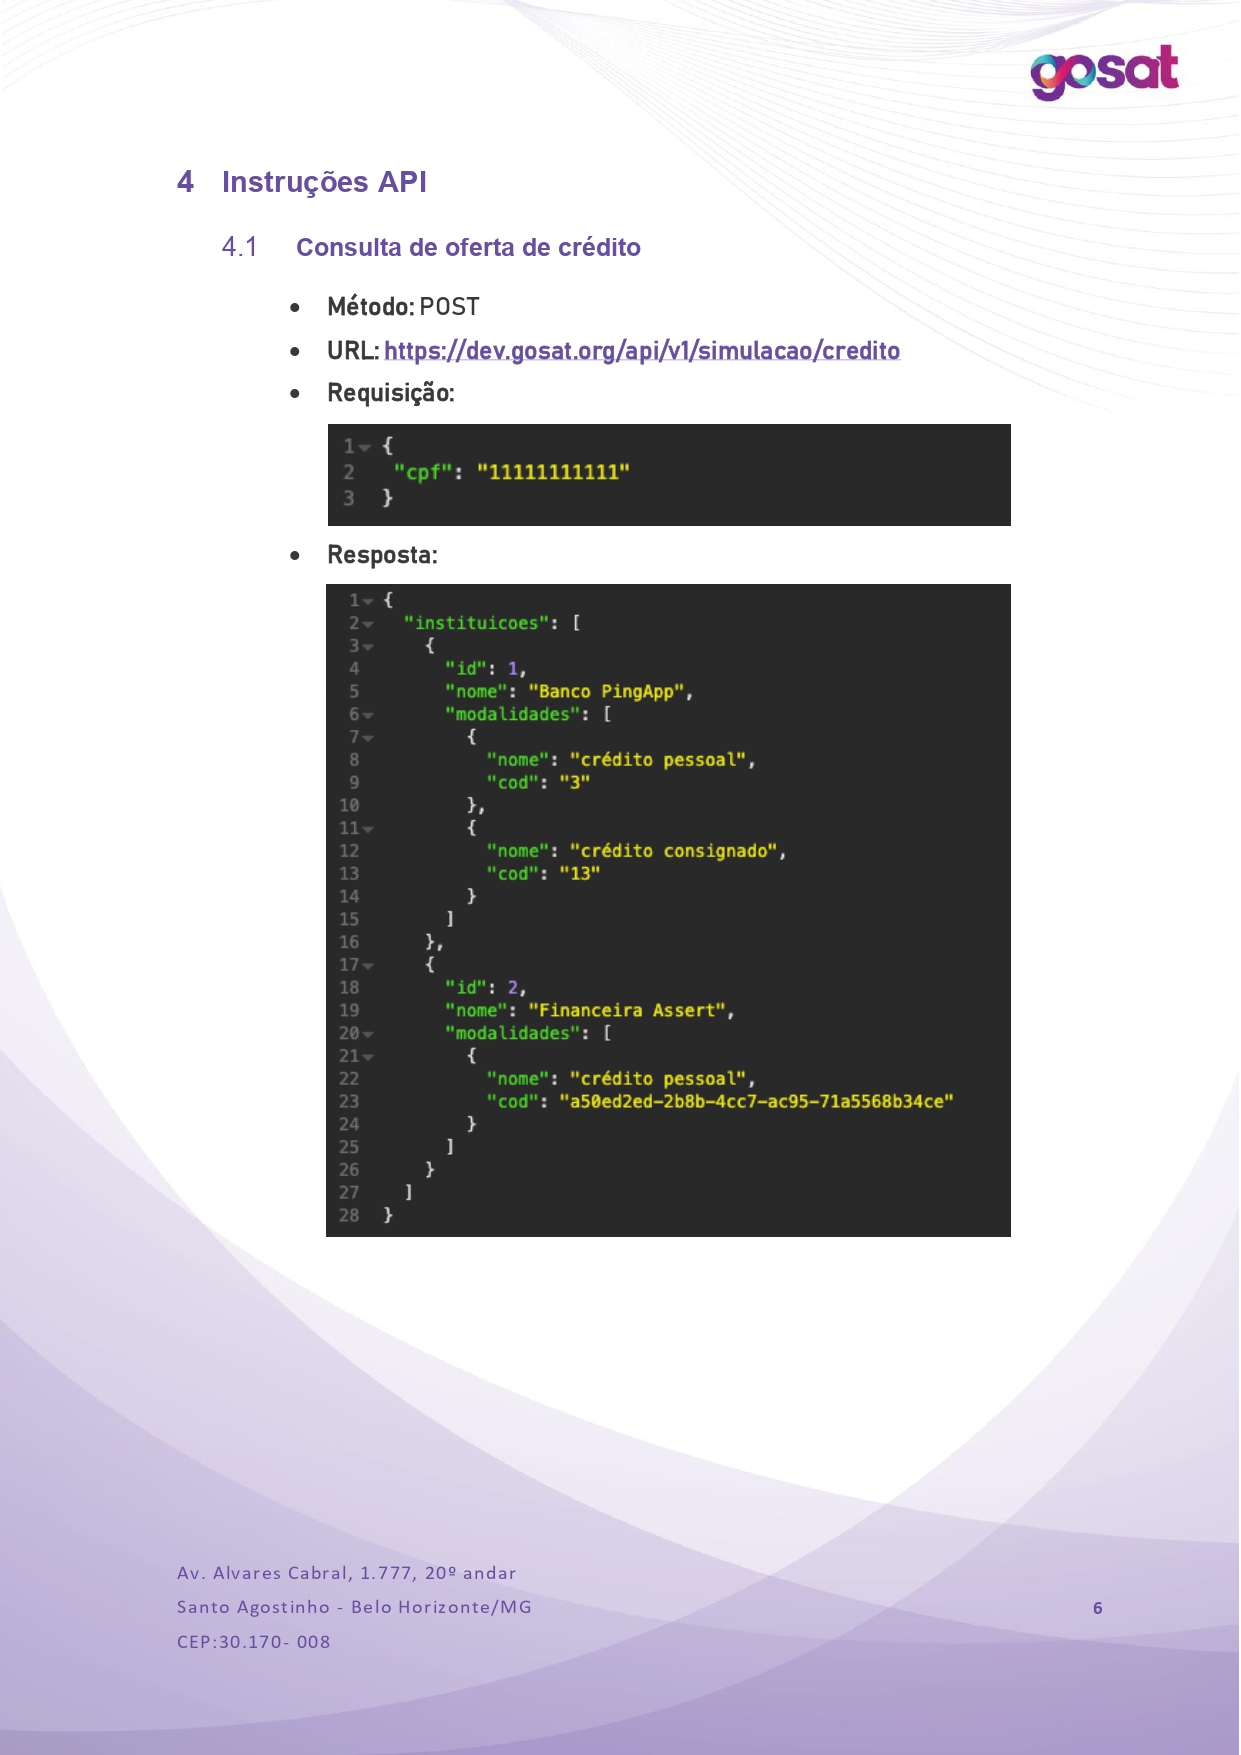 gosat
4 Instruções API
4.1 Consulta de oferta de crédito
• Método: POST
• URL: https://dev.gosat.org/api/v1/simulacao/credito
• Requisição:
1 {
2 "cpf": "11111111111"
3 }
• Resposta:
1 {
2 "instituicoes": [
3 {
4 "id": 1,
5 "nome": "Banco PingApp",
6 "modalidades": [
7 {
8 "nome": "crédito pessoal",
9 "cod": "3"
10 },
11 {
12 "nome": "crédito consignado",
13 "cod": "13"
14 }
15 ]
16 },
17 {
18 "id": 2,
19 "nome": "Financeira Assert",
20 "modalidades": [
21 {
22 "nome": "crédito pessoal",
23 "cod": "a50ed2ed-2b8b-4cc7-ac95-71a5568b34ce"
24 }
25 ]
26 }
27 ]
28 }
Av. Alvares Cabral, 1.777, 20º andar
Santo Agostinho - Belo Horizonte/MG
6
CEP:30.170- 008